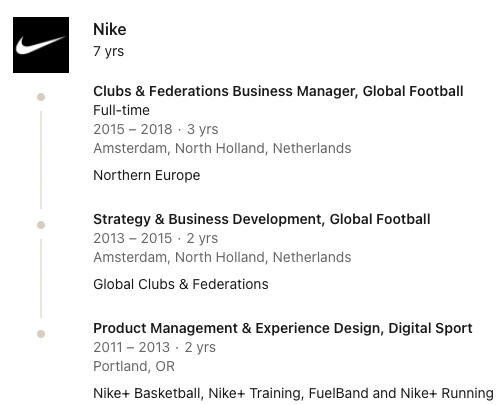 Nike
7 yrs
Clubs & Federations Business Manager, Global Football
Full-time
2015 – 2018 · 3 yrs
Amsterdam, North Holland, Netherlands
Northern Europe
Strategy & Business Development, Global Football
2013 – 2015 · 2 yrs
Amsterdam, North Holland, Netherlands
Global Clubs & Federations
Product Management & Experience Design, Digital Sport
2011 – 2013 · 2 yrs
Portland, OR
Nike+ Basketball, Nike+ Training, FuelBand and Nike+ Running